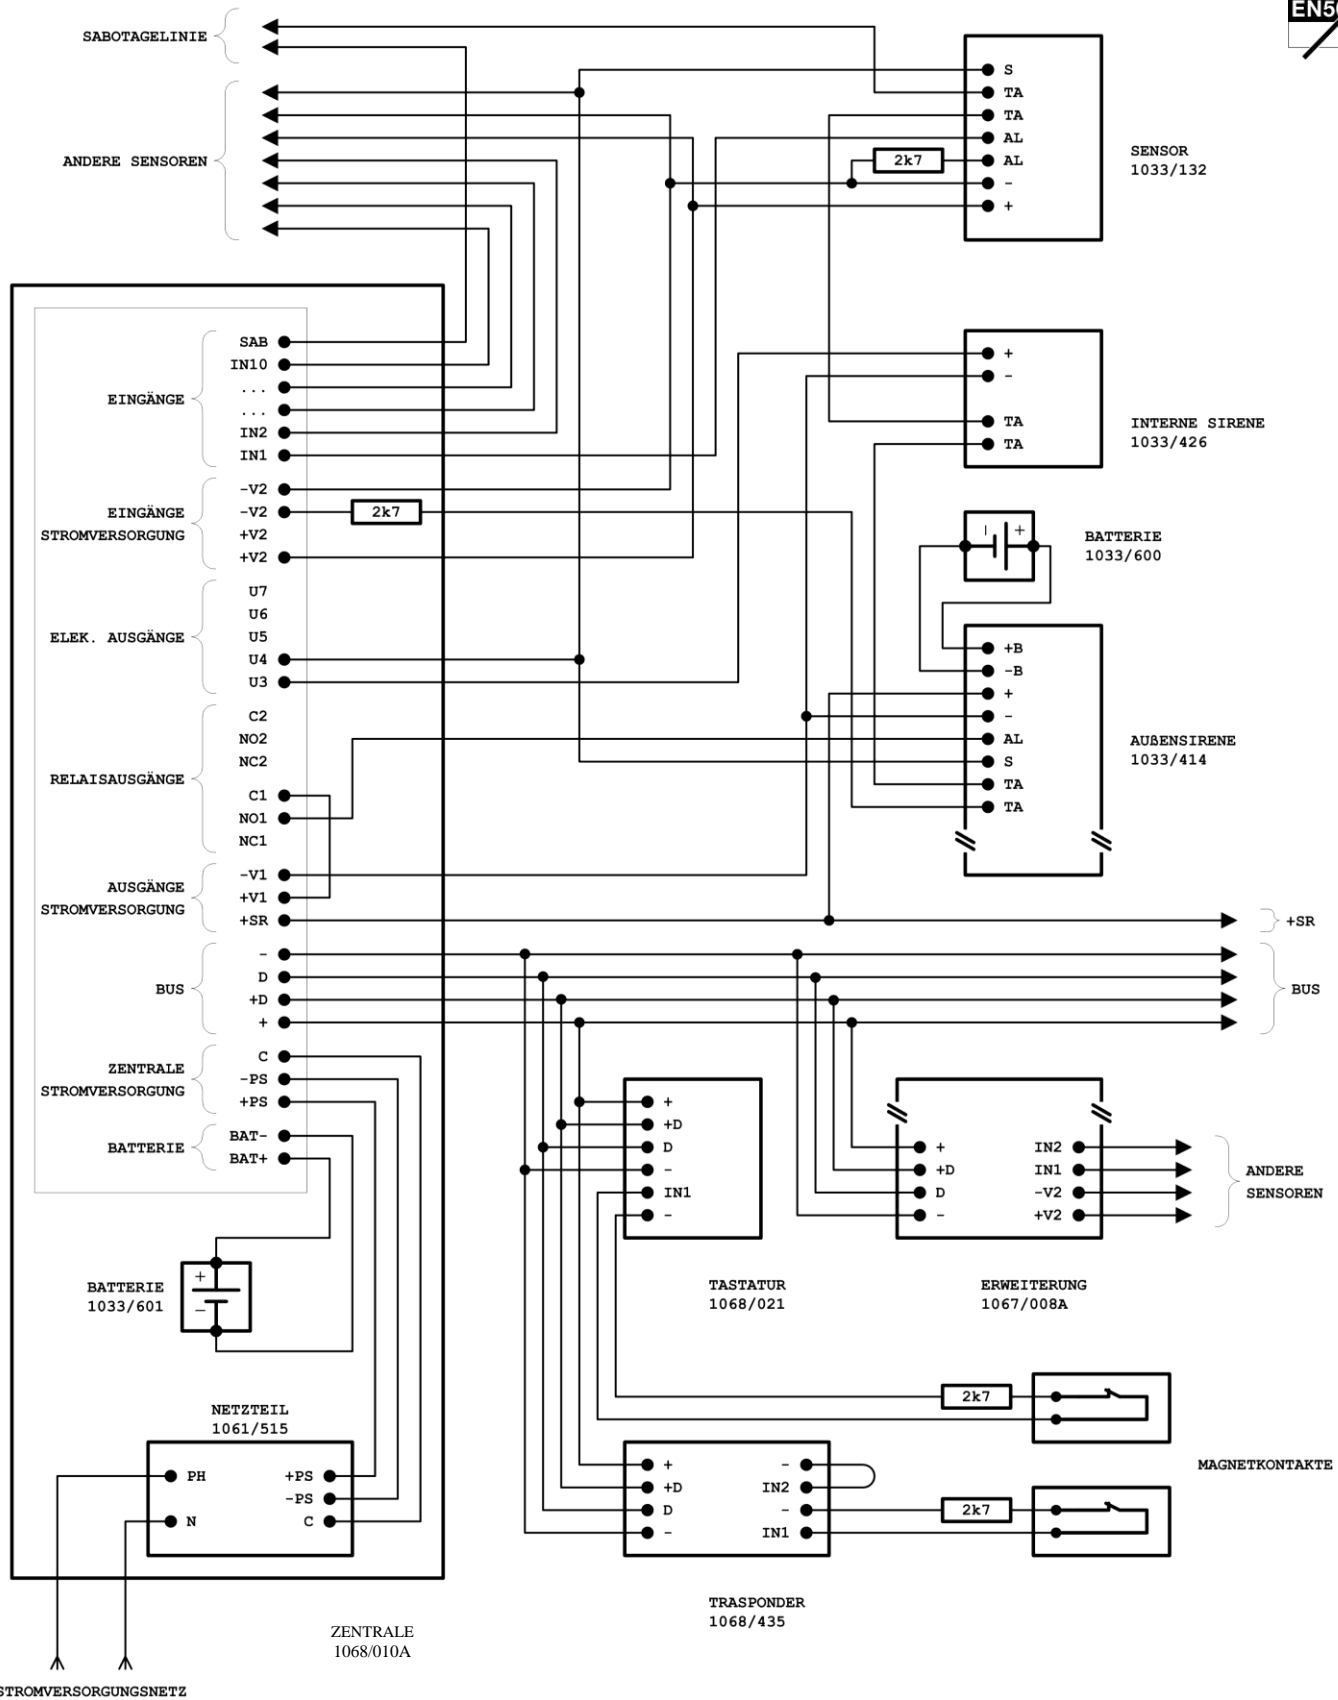 EN50
SABOTAGELINIE
ANDERE SENSOREN
S
TA
TA
AL
2k7
AL
-
+
SENSOR
1033/132
EINGÄNGE
SAB
IN10
...
...
IN2
IN1
EINGÄNGE
STROMVERSORGUNG
-V2
-V2
2k7
+V2
+V2
+
-
TA
TA
INTERNE SIRENE
1033/426
- +
BATTERIE
1033/600
ELEK. AUSGÄNGE
U7
U6
U5
U4
U3
+B
-B
+
-
AL
S
TA
TA
AUßENSIRENE
1033/414
RELAISAUSGÄNGE
C2
NO2
NC2
C1
NO1
NC1
AUSGÄNGE
STROMVERSORGUNG
-V1
+V1
+SR
+SR
BUS
-
D
+D
+
BUS
ZENTRALE
STROMVERSORGUNG
C
-PS
+PS
BATTERIE
BAT-
BAT+
+
+D
D
-
IN1
-
TASTATUR
1068/021
+
+D
D
-
IN2
IN1
-V2
+V2
ANDERE
SENSOREN
ERWEITERUNG
1067/008A
BATTERIE
1033/601
+
-
2k7
NETZTEIL
1061/515
PH
N
+PS
-PS
C
+
+D
D
-
-
IN2
-
IN1
2k7
MAGNETKONTAKTE
TRASPONDER
1068/435
ZENTRALE
1068/010A
STROMVERSORGUNGSNETZ